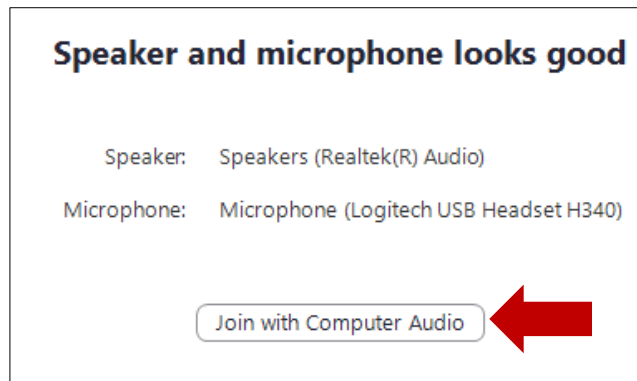 Speaker and microphone looks good
Speaker: Speakers (Realtek(R) Audio)
Microphone: Microphone (Logitech USB Headset H340)
Join with Computer Audio